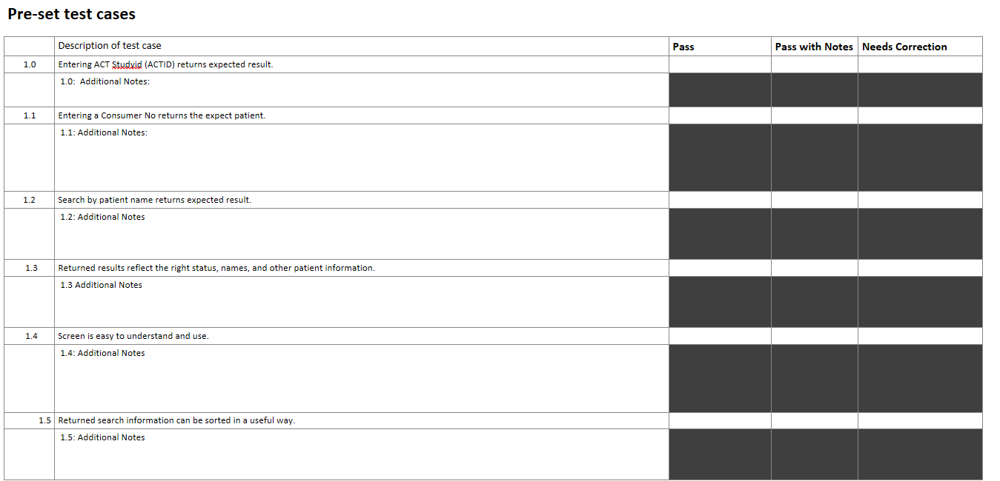 Pre-set test cases
Description of test case Pass Pass with Notes Needs Correction
1.0 Entering ACT Studyid (ACTID) returns expected result.
1.0: Additional Notes:
1.1 Entering a Consumer No returns the expect patient.
1.1: Additional Notes:
1.2 Search by patient name returns expected result.
1.2: Additional Notes
1.3 Returned results reflect the right status, names, and other patient information.
1.3 Additional Notes
1.4 Screen is easy to understand and use.
1.4: Additional Notes
1.5 Returned search information can be sorted in a useful way.
1.5: Additional Notes